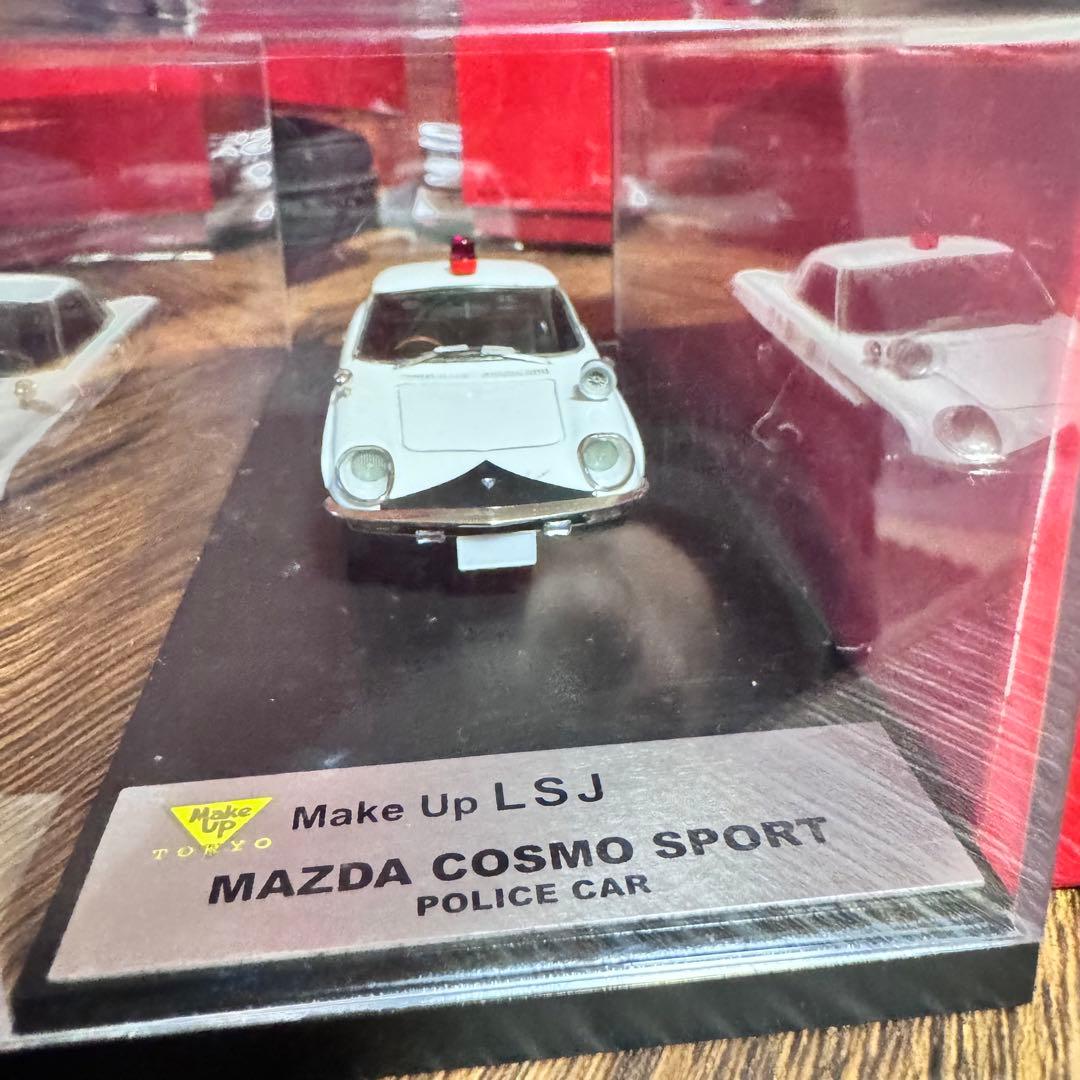 Make
Up
TOKYO
Make Up LSJ
MAZDA COSMO SPORT
POLICE CAR